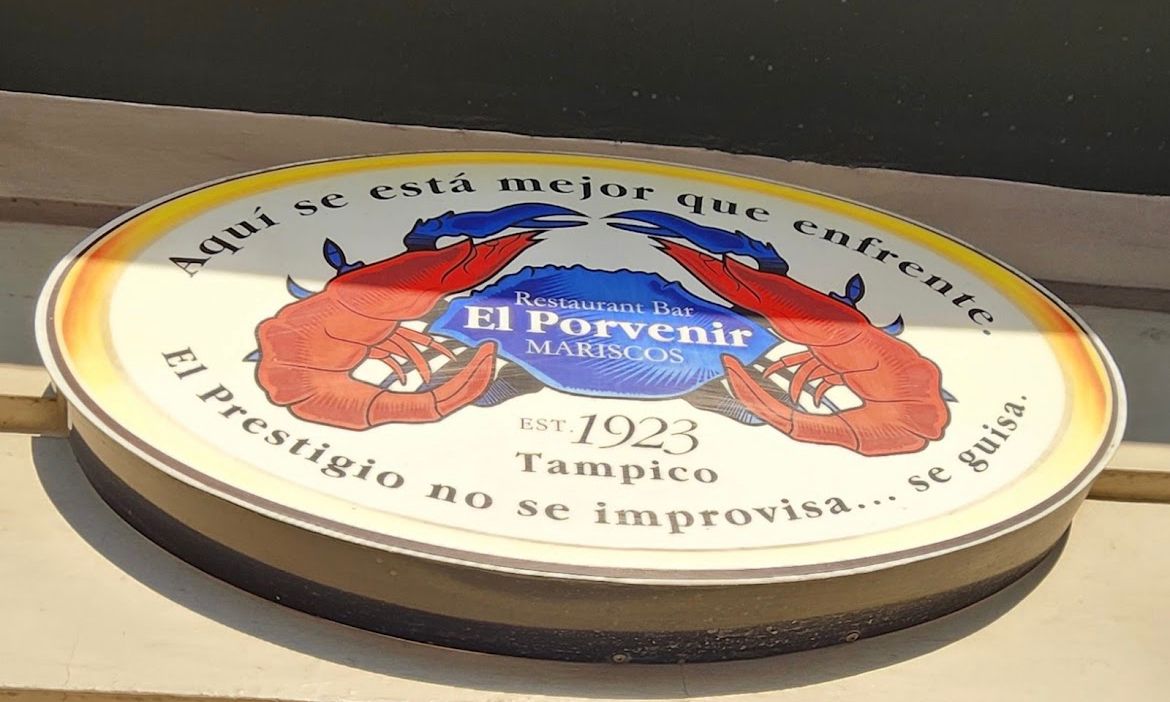 Aquí se está mejor que enfrente.
Restaurant Bar
El Porvenir
MARISCOS
EST. 1923
Tampico
El Prestigio no se improvisa... se guisa.